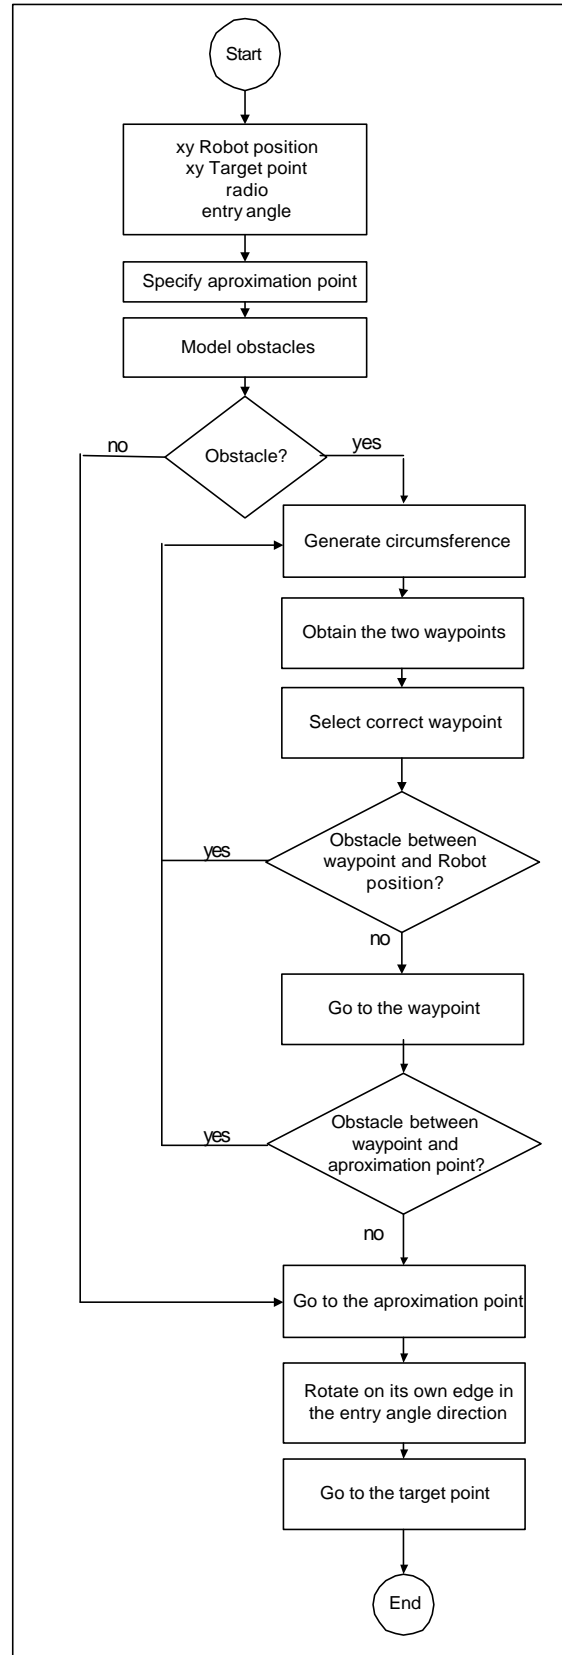 Start
xy Robot position
xy Target point
radio
entry angle
Specify aproximation point
Model obstacles
no
yes
Obstacle?
Generate circumsference
Obtain the two waypoints
Select correct waypoint
yes
Obstacle between
waypoint and Robot
position?
no
Go to the waypoint
yes
Obstacle between
waypoint and
aproximation point?
no
Go to the aproximation point
Rotate on its own edge in
the entry angle direction
Go to the target point
End